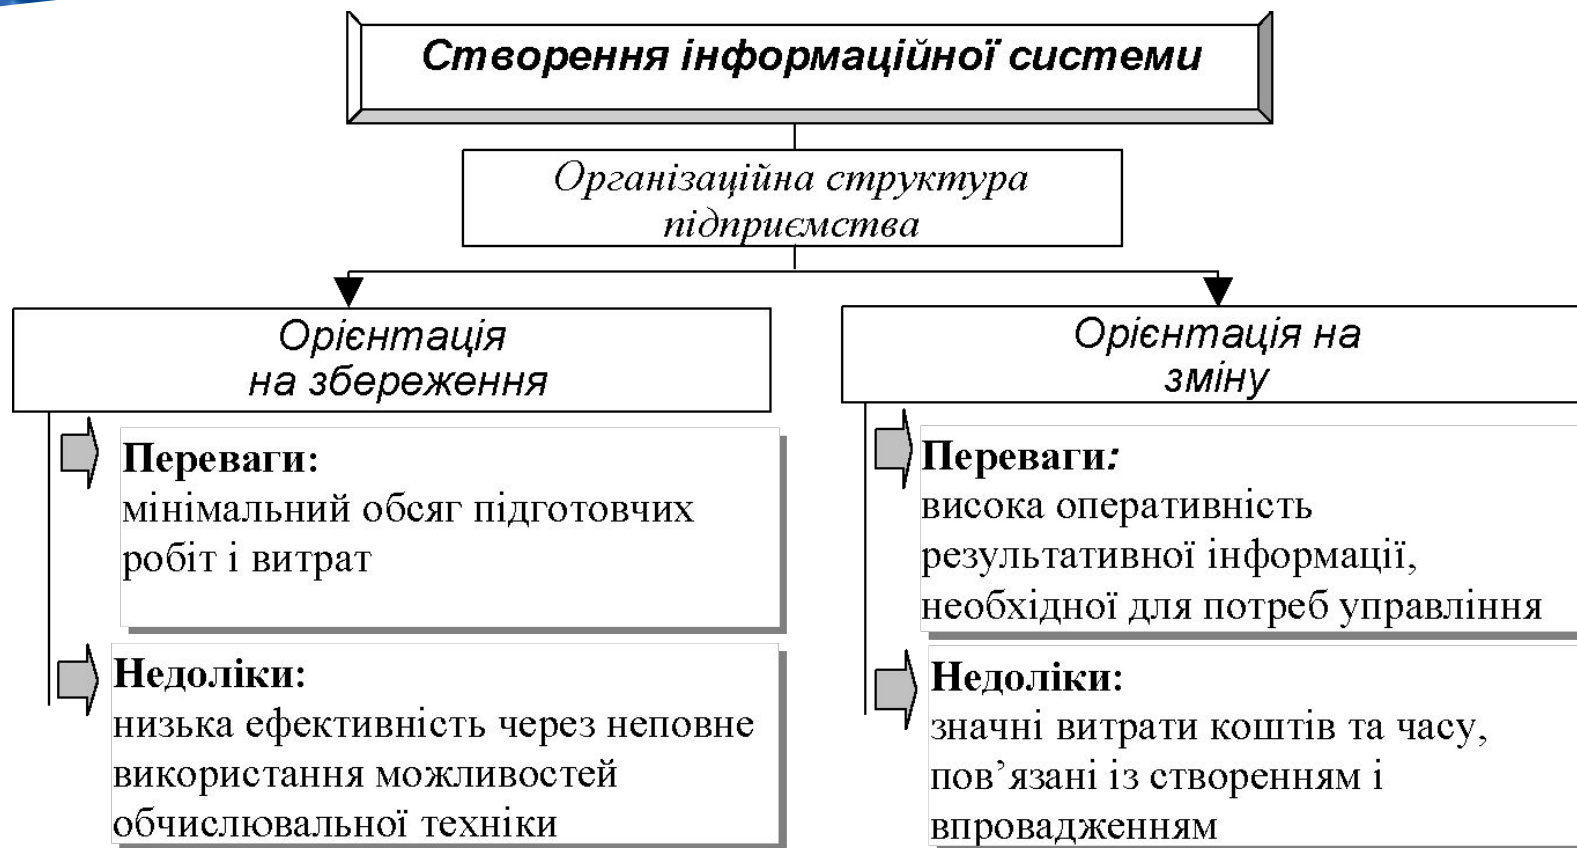 Створення інформаційної системи
Організаційна структура
підприємства
Орієнтація
на збереження
Переваги:
мінімальний обсяг підготовчих
робіт і витрат
Недоліки:
низька ефективність через неповне
використання можливостей
обчислювальної техніки
Орієнтація на
зміну
Переваги:
висока оперативність
результативної інформації,
необхідної для потреб управління
Недоліки:
значні витрати коштів та часу,
пов’язані із створенням і
впровадженням